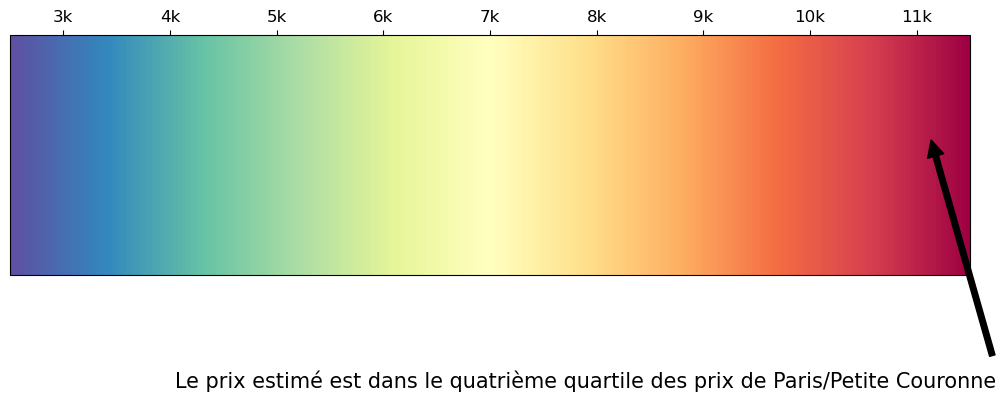 3k 4k 5k 6k 7k 8k 9k 10k 11k
Le prix estimé est dans le quatrième quartile des prix de Paris/Petite Couronne